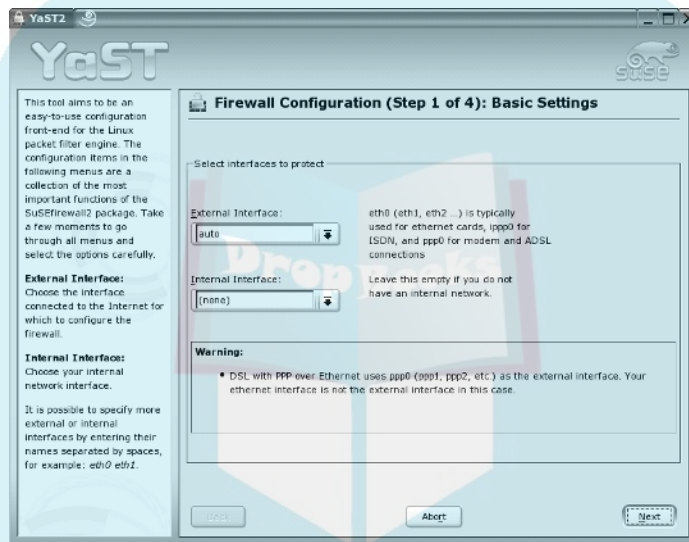 YaST2
YaST
SuSE
This tool aims to be an
easy-to-use configuration
front-end for the Linux
packet filter engine. The
configuration items in the
following menus are a
collection of the most
important functions of the
SuSEfirewall2 package. Take
a few moments to go
through all menus and
select the options carefully.
External Interface:
Choose the interface
connected to the Internet for
which to configure the
firewall.
Internal Interface:
Choose your internal
network interface.
It is possible to specify more
external or internal
interfaces by entering their
names separated by spaces,
for example: eth0 eth1.
Firewall Configuration (Step 1 of 4): Basic Settings
Select interfaces to protect
External Interface:
auto
eth0 (eth1, eth2 ...) is typically
used for ethernet cards, ippp0 for
ISDN, and ppp0 for modem and ADSL
connections
Internal Interface:
(none)
Leave this empty if you do not
have an internal network.
DropBooks
Warning:
• DSL with PPP over Ethernet uses ppp0 (ppp1, ppp2, etc.) as the external interface. Your
ethernet interface is not the external interface in this case.
Back
Abort
Next